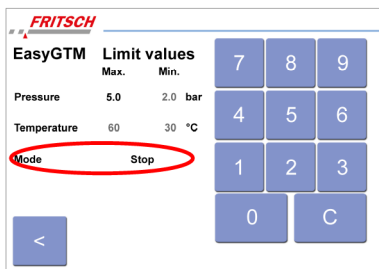 FRITSCH
EasyGTM Limit values
Max. Min.
Pressure 5.0 2.0 bar
Temperature 60 30 °C
Mode Stop
7 8 9
4 5 6
1 2 3
0 C
<